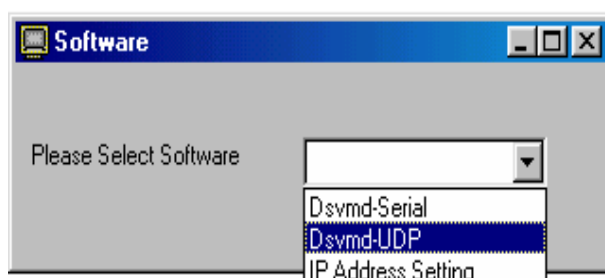 Software
Please Select Software
Dsvmd-Serial
Dsvmd-UDP
IP Address Setting